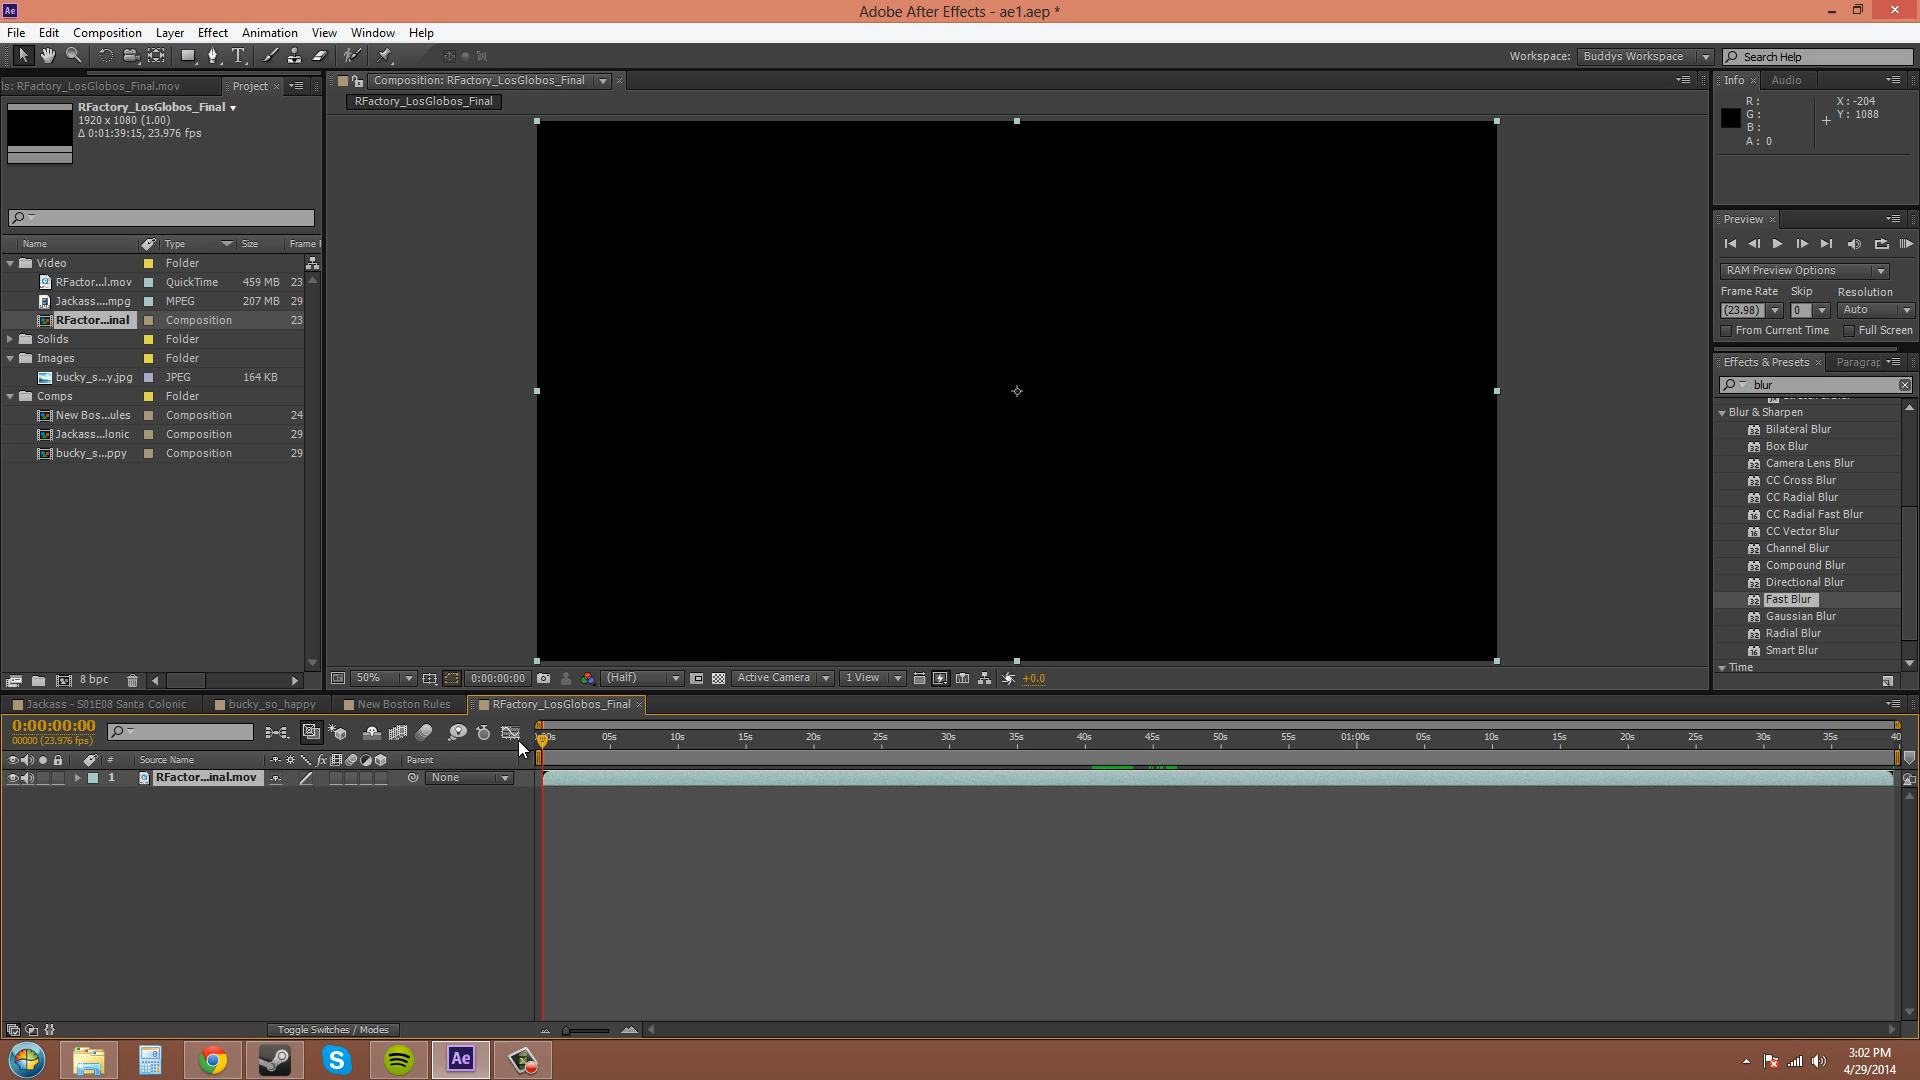 Ae
Adobe After Effects - ae1.aep *
File Edit Composition Layer Effect Animation View Window Help
Workspace: Buddys Workspace
Search Help
ls: RFactory_LosGlobos_Final.mov
Project ×
RFactory_LosGlobos_Final
1920 x 1080 (1.00)
Δ 0:01:39:15, 23.976 fps
Name Type Size Frame
Video Folder
RFactor...l.mov QuickTime 459 MB 23
Jackass....mpg MPEG 207 MB 29
RFactor...inal Composition 23
Solids Folder
Images Folder
bucky_s...y.jpg JPEG 164 KB
Comps Folder
New Bos...ules Composition 24
Jackass...lonic Composition 29
bucky_s...ppy Composition 29
8 bpc
Composition: RFactory_LosGlobos_Final
RFactory_LosGlobos_Final
50%
0:00:00:00
(Half)
Active Camera
1 View
+0.0
Info × Audio
R: X: -204
G: Y: 1088
B:
A: 0
Preview ×
RAM Preview Options
Frame Rate Skip Resolution
(23.98) 0 Auto
From Current Time Full Screen
Effects & Presets × Paragrap
blur
Blur & Sharpen
Bilateral Blur
Box Blur
Camera Lens Blur
CC Cross Blur
CC Radial Blur
CC Radial Fast Blur
CC Vector Blur
Channel Blur
Compound Blur
Directional Blur
Fast Blur
Gaussian Blur
Radial Blur
Smart Blur
Time
Jackass - S01E08 Santa Colonic
bucky_so_happy
New Boston Rules
RFactory_LosGlobos_Final ×
0:00:00:00
00000 (23.976 fps)
05s 10s 15s 20s 25s 30s 35s 40s 45s 50s 55s 01:00s 05s 10s 15s 20s 25s 30s 35s 40
# Source Name fx Parent
1 RFactor...inal.mov None
Toggle Switches / Modes
Ae
3:02 PM
4/29/2014